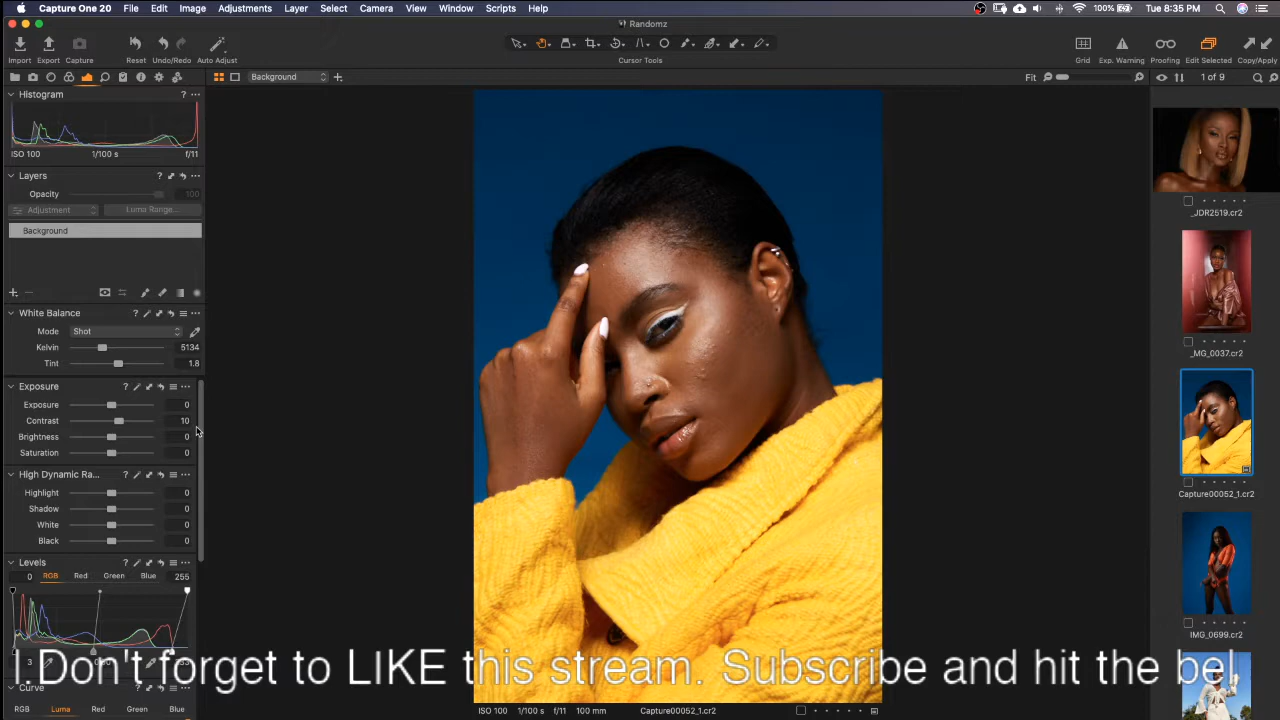 Capture One 20 File Edit Image Adjustments Layer Select Camera View Window Scripts Help 100% Tue 8:35 PM
Randomz
Import Export Capture Reset Undo/Redo Auto Adjust Cursor Tools Grid Exp. Warning Proofing Edit Selected Copy/Apply
Background Fit 1 of 9
Histogram ?
ISO 100 1/100 s f/11
Layers ?
Opacity 100
Adjustment Luma Range...
Background
White Balance ?
Mode Shot
Kelvin 5134
Tint 1.8
Exposure ?
Exposure 0
Contrast 10
Brightness 0
Saturation 0
High Dynamic Ra... ?
Highlight 0
Shadow 0
White 0
Black 0
Levels ?
0 RGB Red Green Blue 255
Curve
RGB Luma Red Green Blue
_JDR2519.cr2
_MG_0037.cr2
Capture00052_1.cr2
IMG_0699.cr2
l.Don't forget to LIKE this stream. Subscribe and hit the bel
ISO 100 1/100 s f/11 100 mm Capture00052_1.cr2